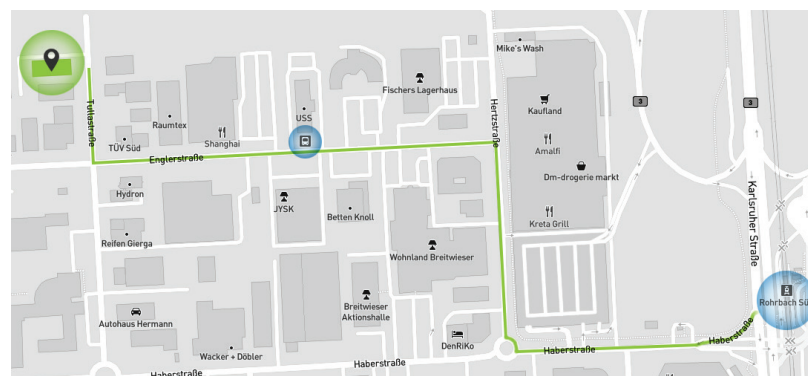 Mike's Wash
Fischers Lagerhaus
Tullastraße
Hertzstraße
Kaufland
3
3
USS
Raumtex
TÜV Süd
Shanghai
Amalfi
Englerstraße
Dm-drogerie markt
Karlsruher Straße
Hydron
JYSK
Betten Knoll
Kreta Grill
Reifen Gierga
Wohnland Breitwieser
Rohrbach Sü
Breitwieser
Aktionshalle
Autohaus Hermann
DenRiKo
Haberstraße
Haberstraße
Wacker + Döbler
Haberstraße